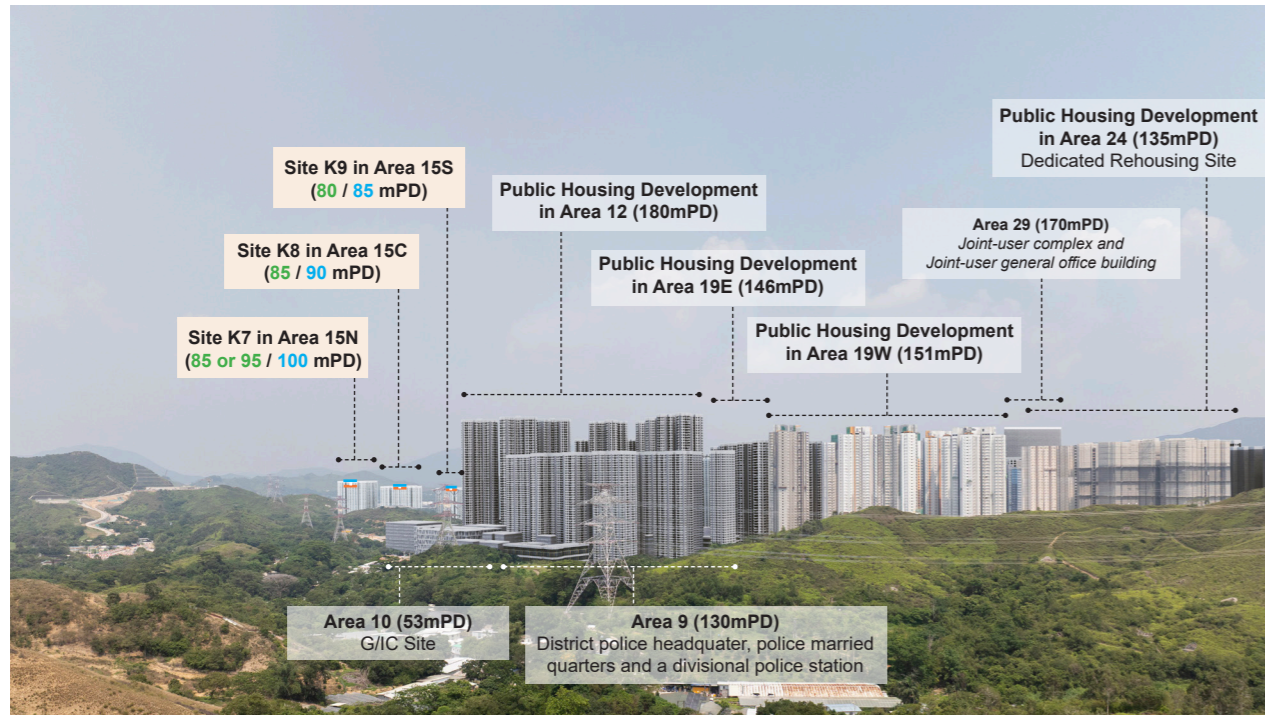 Public Housing Development
in Area 24 (135mPD)
Dedicated Rehousing Site
Site K9 in Area 15S
(80 / 85 mPD)
Public Housing Development
in Area 12 (180mPD)
Area 29 (170mPD)
Joint-user complex and
Joint-user general office building
Site K8 in Area 15C
(85 / 90 mPD)
Public Housing Development
in Area 19E (146mPD)
Site K7 in Area 15N
(85 or 95 / 100 mPD)
Public Housing Development
in Area 19W (151mPD)
Area 10 (53mPD)
G/IC Site
Area 9 (130mPD)
District police headquater, police married
quarters and a divisional police station